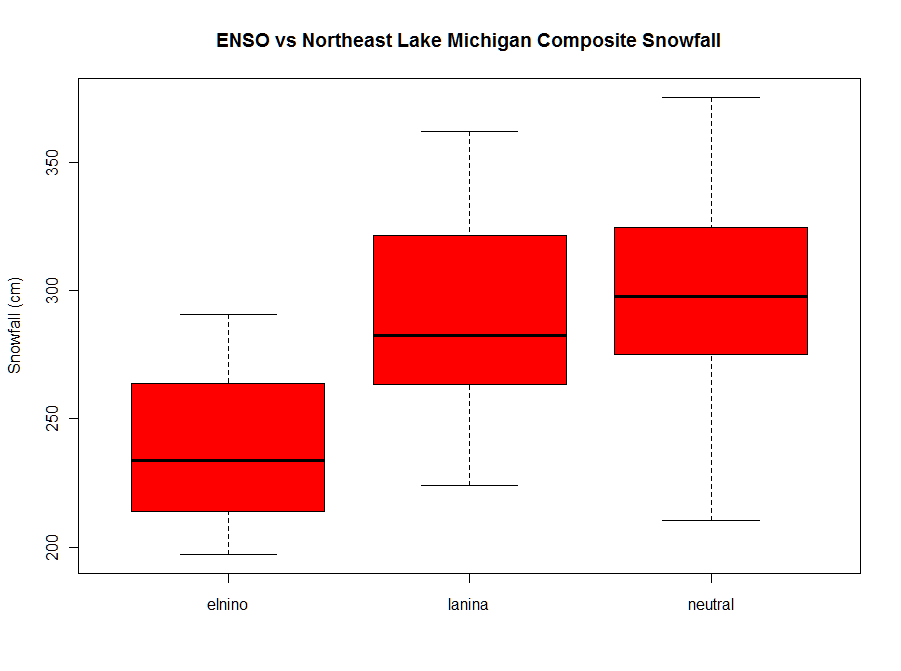 ENSO vs Northeast Lake Michigan Composite Snowfall
Snowfall (cm)
350
300
250
200
elnino
lanina
neutral